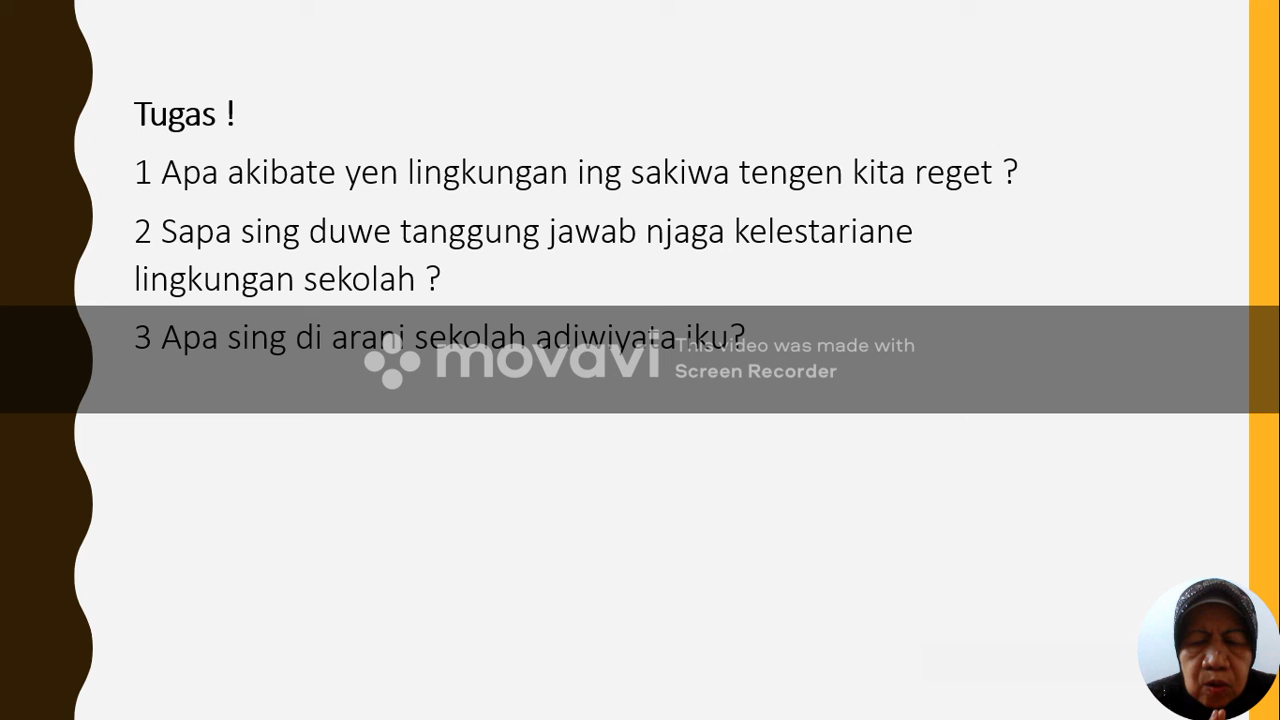 Tugas !
1 Apa akibate yen lingkungan ing sakiwa tengen kita reget ?
2 Sapa sing duwe tanggung jawab njaga kelestariane
lingkungan sekolah ?
3 Apa sing di arani sekolah adiwiyata iku?
movavi This video was made with
Screen Recorder